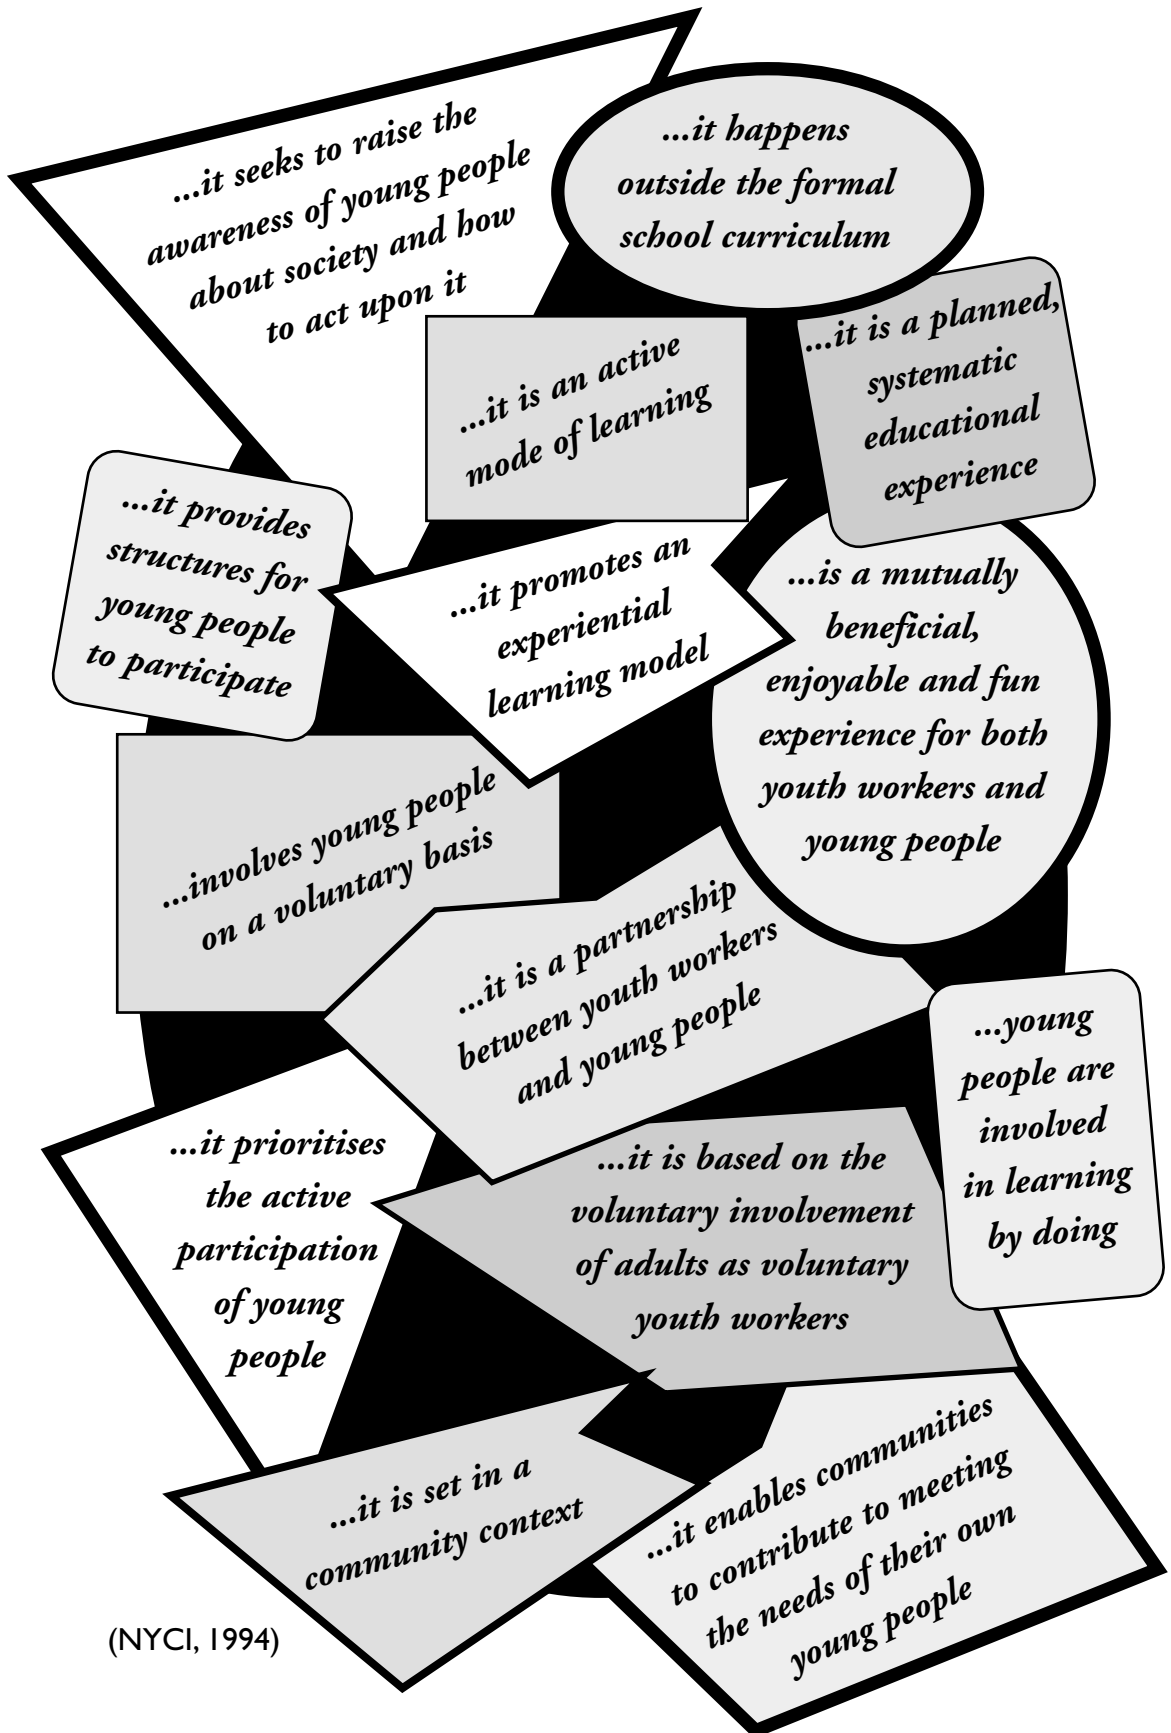 ...it seeks to raise the
awareness of young people
about society and how
to act upon it
...it happens
outside the formal
school curriculum
...it is a planned,
systematic
educational
experience
...it is an active
mode of learning
...it provides
structures for
young people
to participate
...it promotes an
experiential
learning model
...is a mutually
beneficial,
enjoyable and fun
experience for both
youth workers and
young people
...involves young people
on a voluntary basis
...it is a partnership
between youth workers
and young people
...young
people are
involved
in learning
by doing
...it prioritises
the active
participation
of young
people
...it is based on the
voluntary involvement
of adults as voluntary
youth workers
...it is set in a
community context
...it enables communities
to contribute to meeting
the needs of their own
young people
(NYCI, 1994)